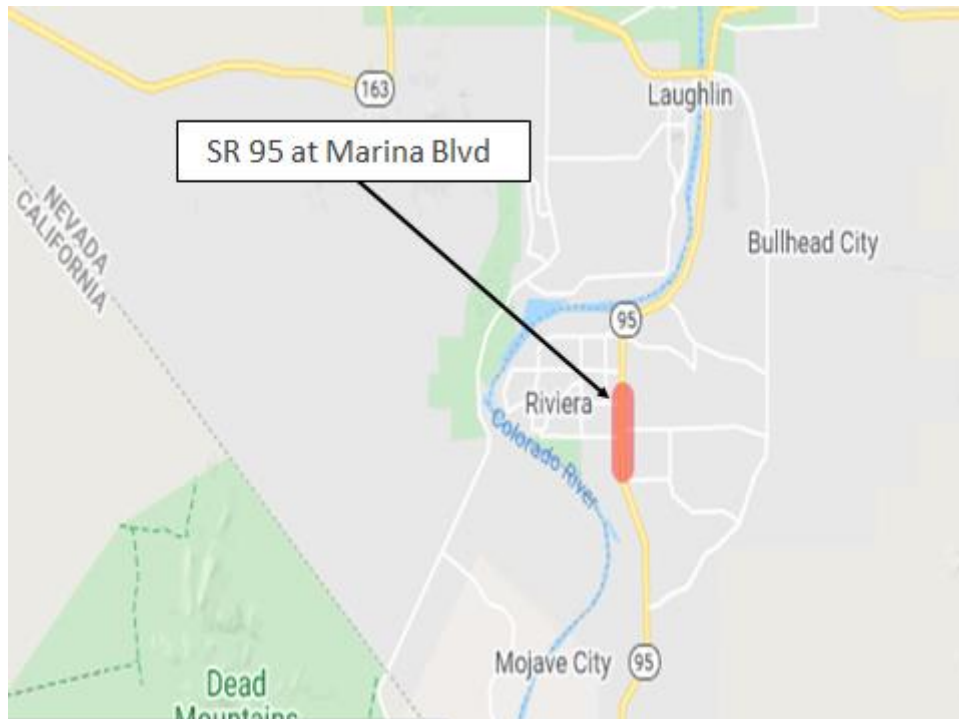 163
Laughlin
SR 95 at Marina Blvd
NEVADA
CALIFORNIA
Bullhead City
95
Riviera
Colorado River
Mojave City
95
Dead
Mountains